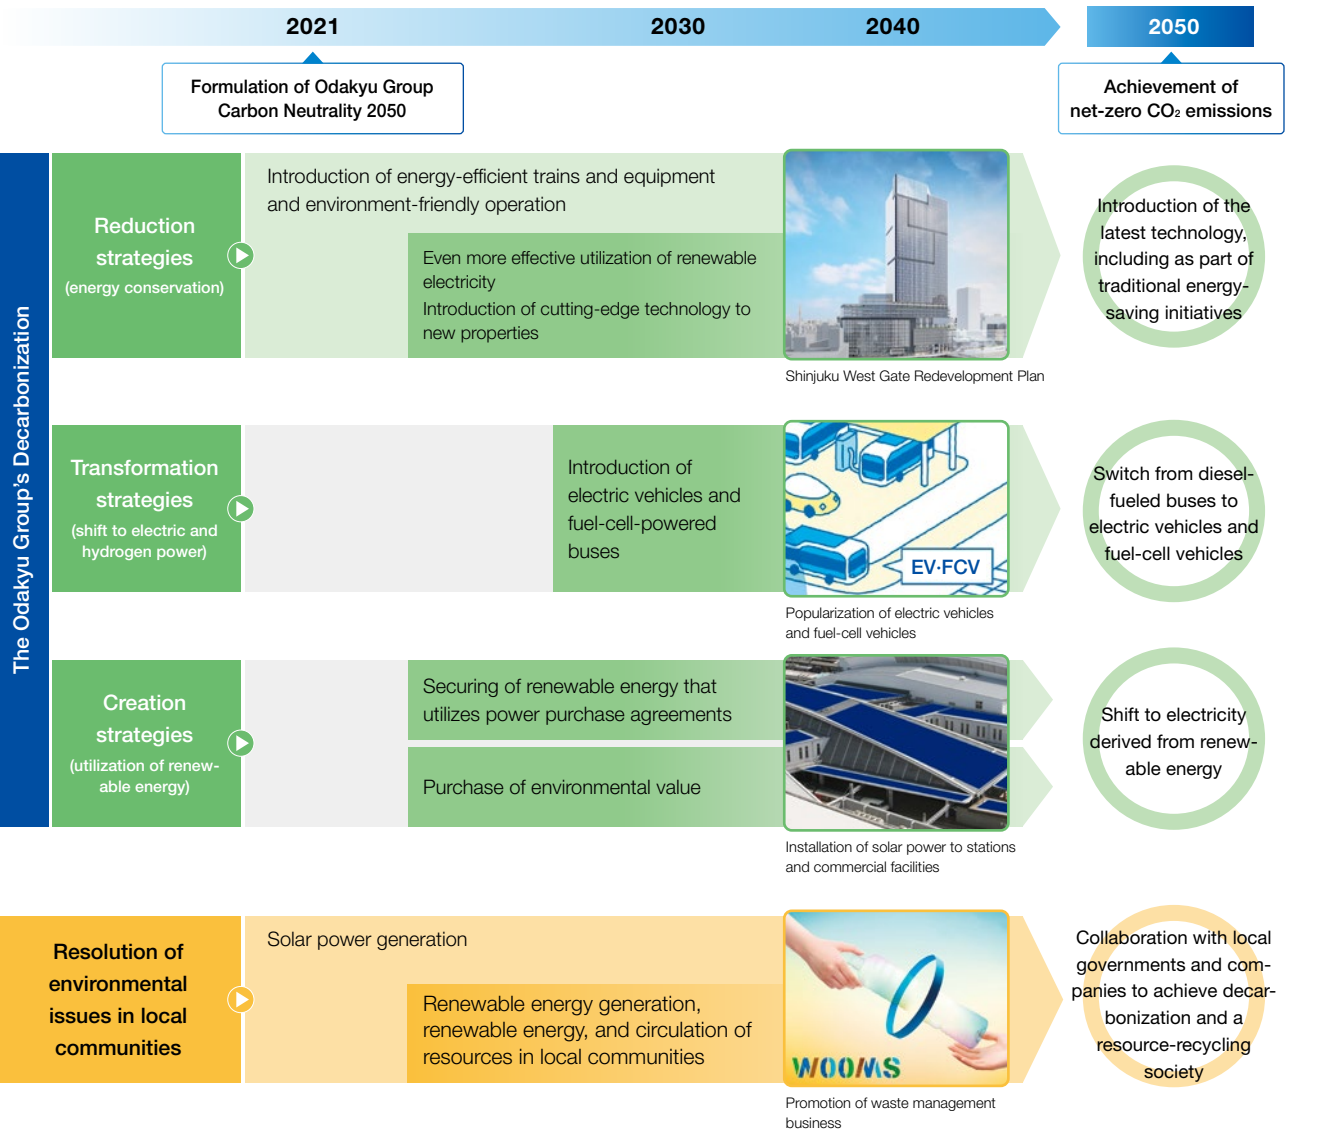 2021
2030
2040
2050
Formulation of Odakyu Group
Carbon Neutrality 2050
Achievement of
net-zero CO₂ emissions
The Odakyu Group's Decarbonization
Reduction
strategies
(energy conservation)
Introduction of energy-efficient trains and equipment
and environment-friendly operation
Even more effective utilization of renewable
electricity
Introduction of cutting-edge technology to
new properties
Shinjuku West Gate Redevelopment Plan
Introduction of the
latest technology,
including as part of
traditional energy-
saving initiatives
Transformation
strategies
(shift to electric and
hydrogen power)
Introduction of
electric vehicles and
fuel-cell-powered
buses
EV·FCV
Popularization of electric vehicles
and fuel-cell vehicles
Switch from diesel-
fueled buses to
electric vehicles and
fuel-cell vehicles
Creation
strategies
(utilization of renew-
able energy)
Securing of renewable energy that
utilizes power purchase agreements
Purchase of environmental value
Installation of solar power to stations
and commercial facilities
Shift to electricity
derived from renew-
able energy
Resolution of
environmental
issues in local
communities
Solar power generation
Renewable energy generation,
renewable energy, and circulation of
resources in local communities
WOOMS
Promotion of waste management
business
Collaboration with local
governments and com-
panies to achieve decar-
bonization and a
resource-recycling
society